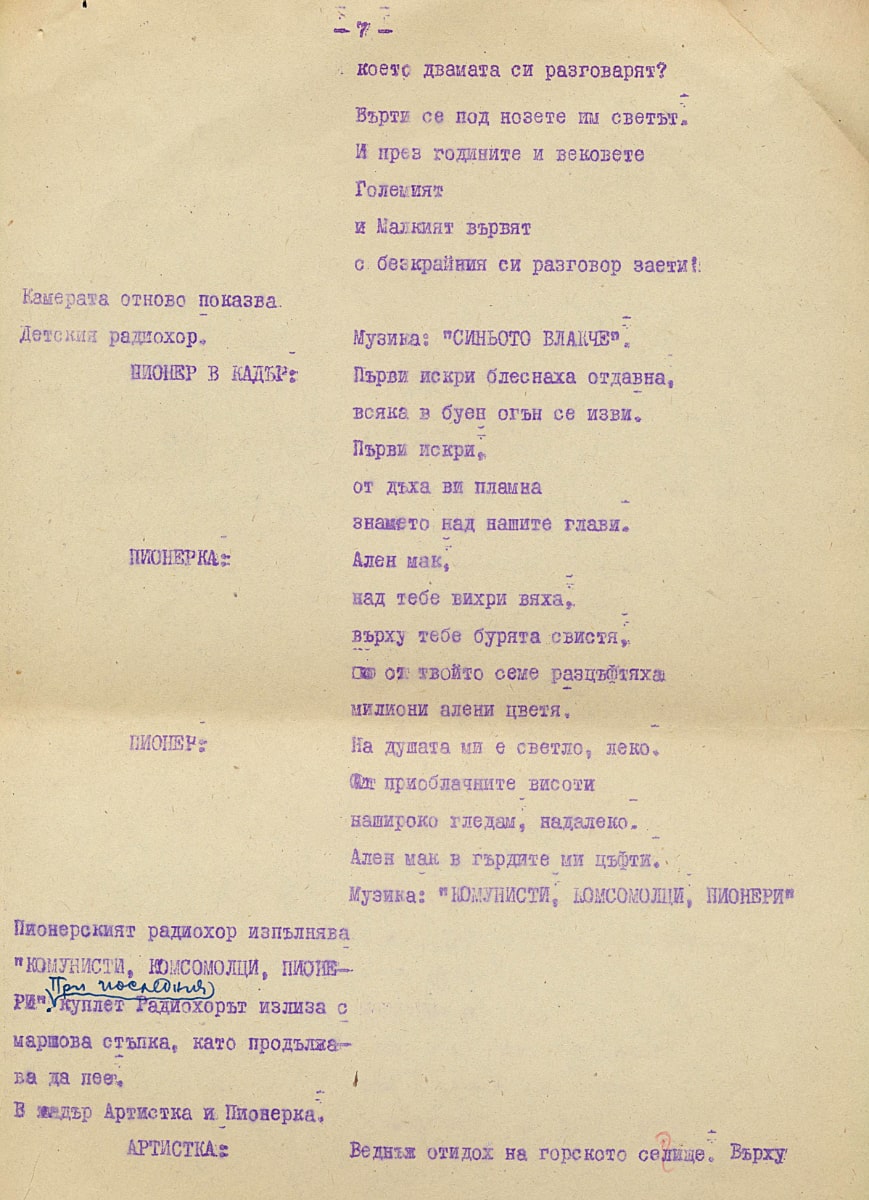 - 7 -
което двамата си разговарят?
Върти се под нозете им светът.
И през годините и вековете
Големият
и Малкият вървят
с безкрайния си разговор заети!
Камерата отново показва
Детския радиохор. Музика: "СИНЬОТО ВЛАКЧЕ".
ПИОНЕР В КАДЪР: Първи искри блеснаха отдавна,
всяка в буен огън се изви.
Първи искри,
от дъха ви пламна
знамето над нашите глави.
ПИОНЕРКА: Ален мак,
над тебе вихри вяха,
върху тебе бурята свистя,
но от твойто семе разцъфтяха
милиони алени цветя.
ПИОНЕР: На душата ми е светло, леко.
От приоблачните висоти
нашироко гледам, надалеко.
Ален мак в гърдите ми цъфти.
Музика: "КОМУНИСТИ, КОМСОМОЛЦИ, ПИОНЕРИ"
Пионерският радиохор изпълнява
"КОМУНИСТИ, КОМСОМОЛЦИ, ПИОНЕ-
При последния
РИ". куплет Радиохорът излиза с
маршова стъпка, като продължа-
ва да пее.
В кадър Артистка и Пионерка.
АРТИСТКА: Веднъж отидох на горското селище. Върху